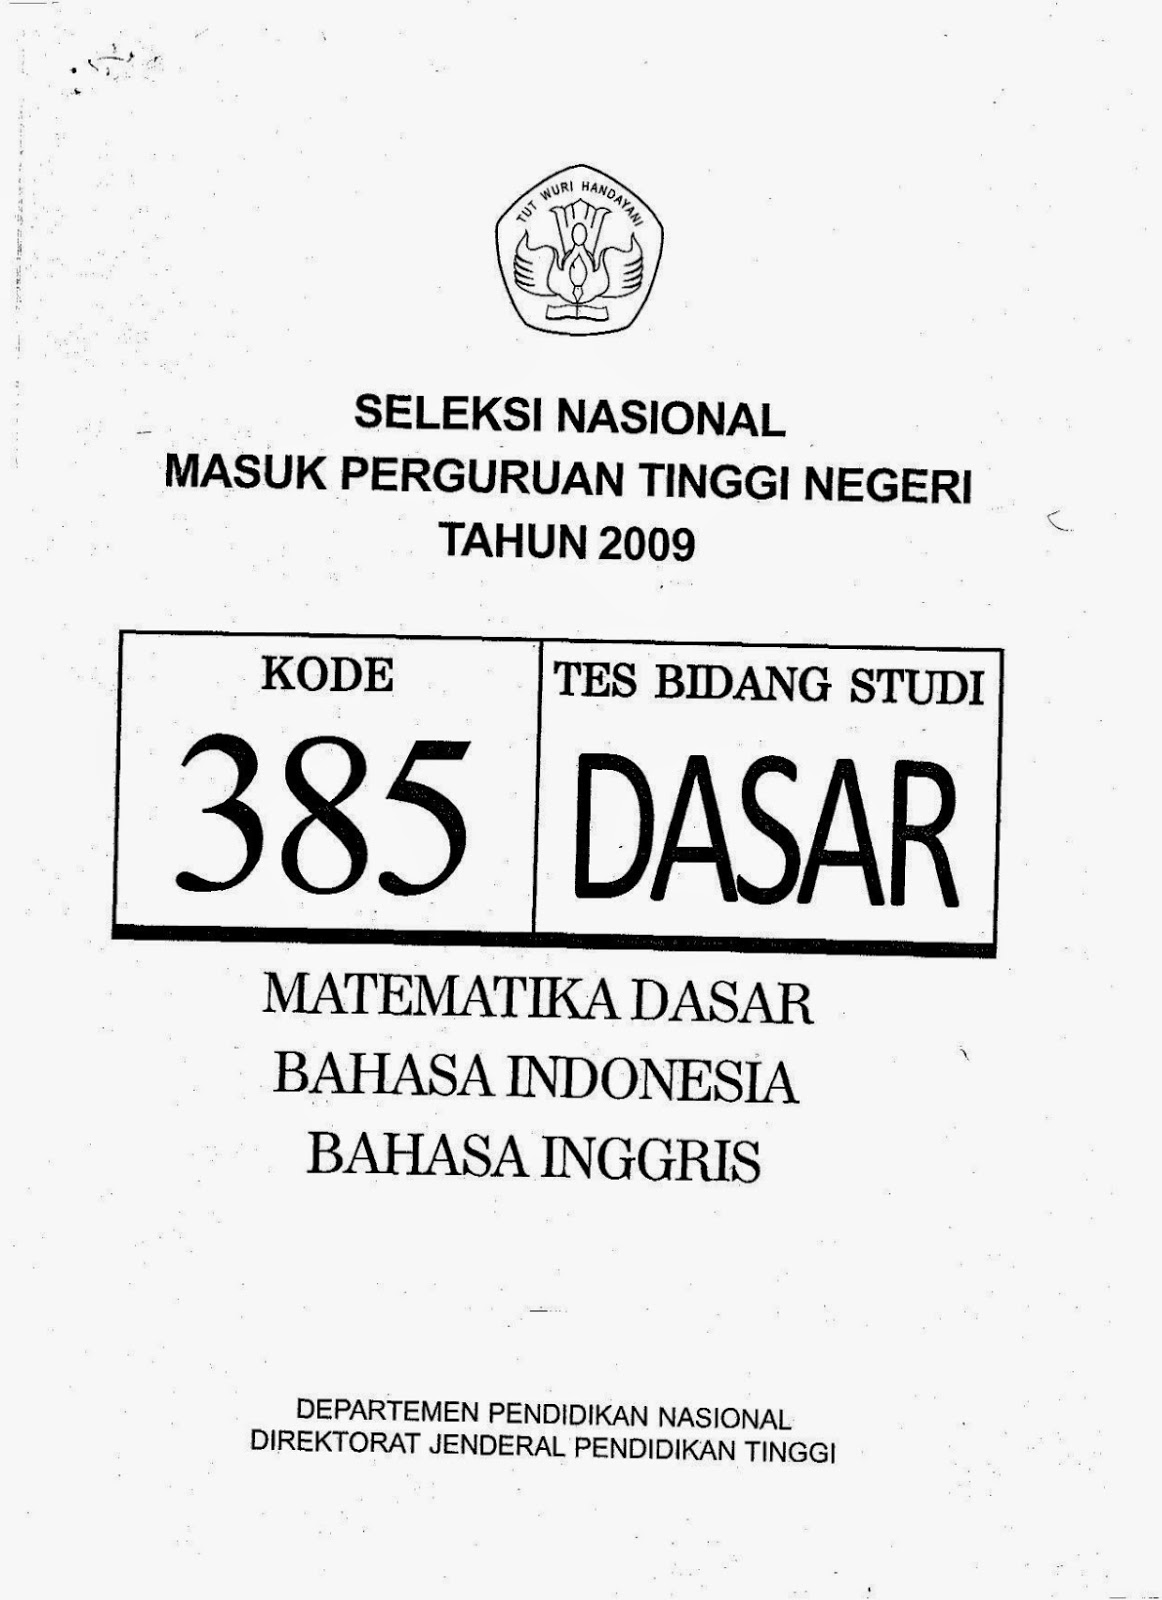 TUT WURI HANDAYANI
SELEKSI NASIONAL
MASUK PERGURUAN TINGGI NEGERI
TAHUN 2009
KODE
385
TES BIDANG STUDI
DASAR
MATEMATIKA DASAR
BAHASA INDONESIA
BAHASA INGGRIS
DEPARTEMEN PENDIDIKAN NASIONAL
DIREKTORAT JENDERAL PENDIDIKAN TINGGI